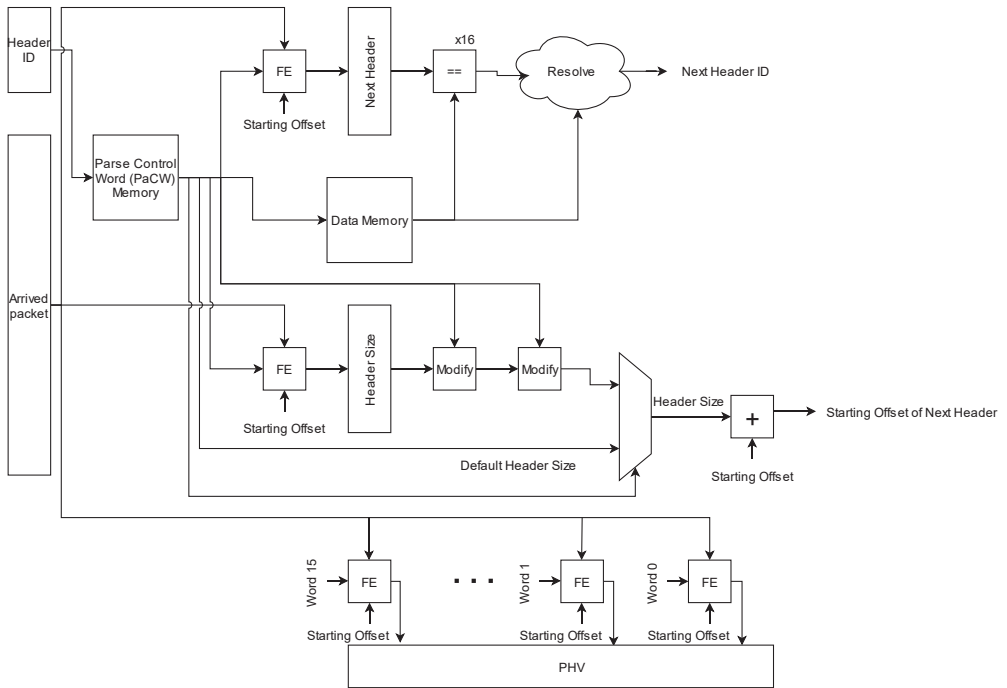 Header
ID
x16
FE
Next Header
==
Resolve
Next Header ID
Starting Offset
Parse Control
Word (PaCW)
Memory
Data Memory
Arrived
packet
FE
Header Size
Modify
Modify
Header Size
+
Starting Offset of Next Header
Starting Offset
Default Header Size
Starting Offset
Word 15
FE
. . .
Word 1
FE
Word 0
FE
Starting Offset
Starting Offset
Starting Offset
PHV